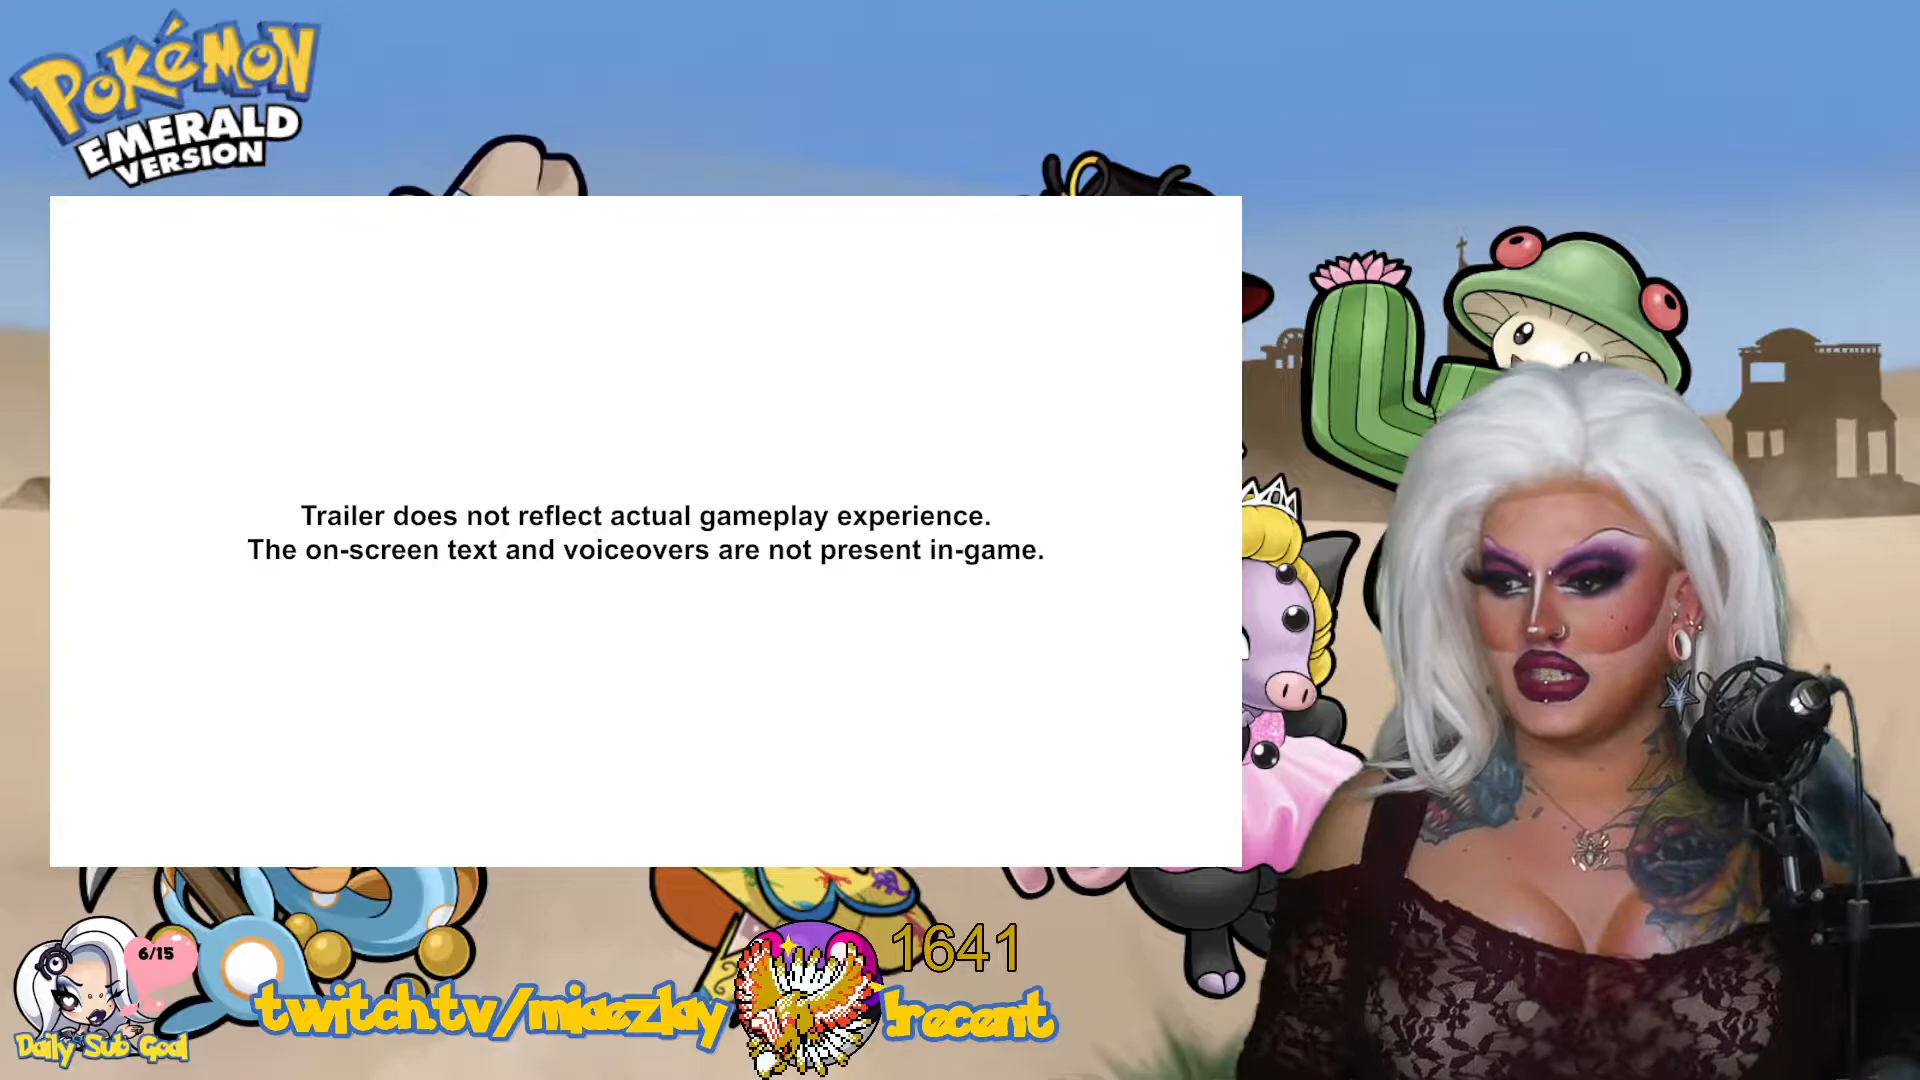 POKéMON
EMERALD
VERSION
Trailer does not reflect actual gameplay experience.
The on-screen text and voiceovers are not present in-game.
6/15
Daily Sub Goal
twitch.tv/miaezlay
1641
!recent